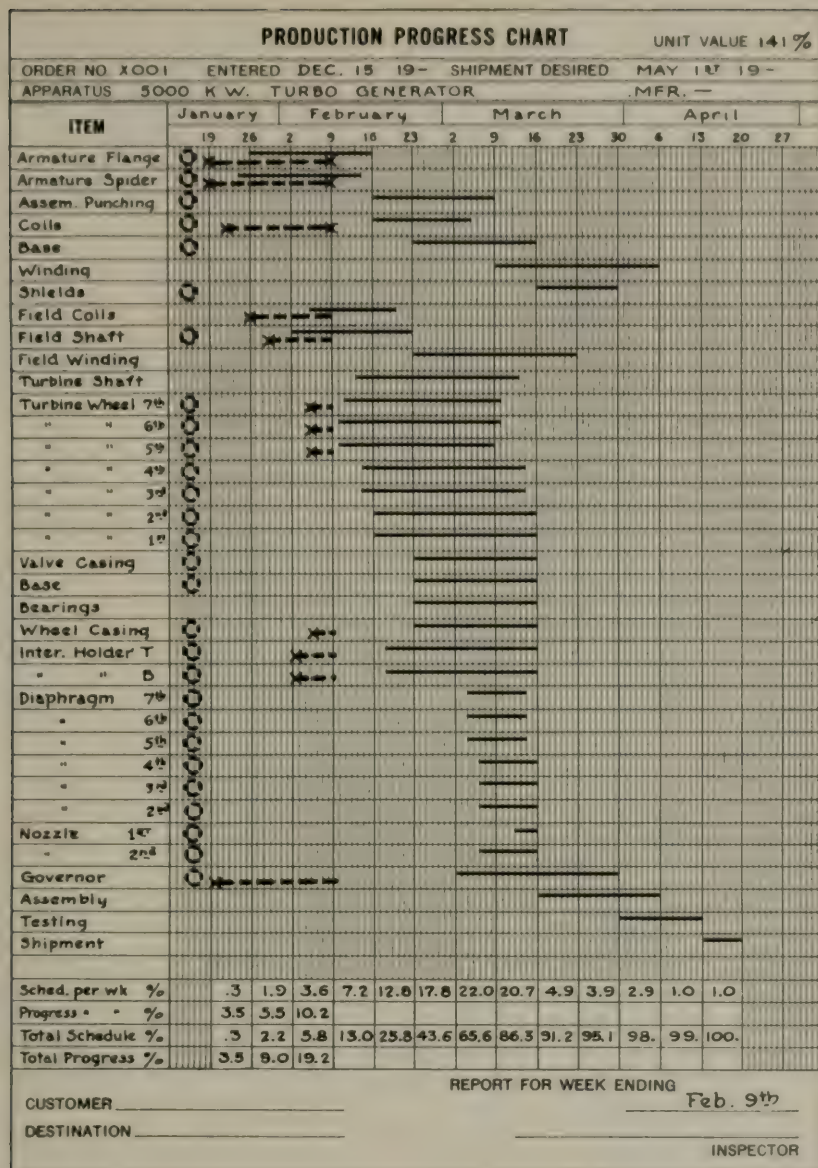 PRODUCTION PROGRESS CHART UNIT VALUE 141%
ORDER NO X001 ENTERED DEC. 15 19- SHIPMENT DESIRED MAY 1ST 19-
APPARATUS 5000 K W. TURBO GENERATOR MFR. —
ITEM January February March April
19 26 2 9 16 23 2 9 16 23 30 6 13 20 27
Armature Flange
Armature Spider
Assem. Punching
Coils
Base
Winding
Shields
Field Coils
Field Shaft
Field Winding
Turbine Shaft
Turbine Wheel 7th
" " 6th
" " 5th
" " 4th
" " 3rd
" " 2nd
" " 1st
Valve Casing
Base
Bearings
Wheel Casing
Inter. Holder T
" " B
Diaphragm 7th
" 6th
" 5th
" 4th
" 3rd
" 2nd
Nozzle 1ST
" 2nd
Governor
Assembly
Testing
Shipment
Sched. per wk % .3 1.9 3.6 7.2 12.8 17.8 22.0 20.7 4.9 3.9 2.9 1.0 1.0
Progress " " % 3.5 5.5 10.2
Total Schedule % .3 2.2 5.8 13.0 25.8 43.6 65.6 86.3 91.2 95.1 98. 99. 100.
Total Progress % 3.5 9.0 19.2
REPORT FOR WEEK ENDING
Feb. 9th
CUSTOMER
DESTINATION
INSPECTOR